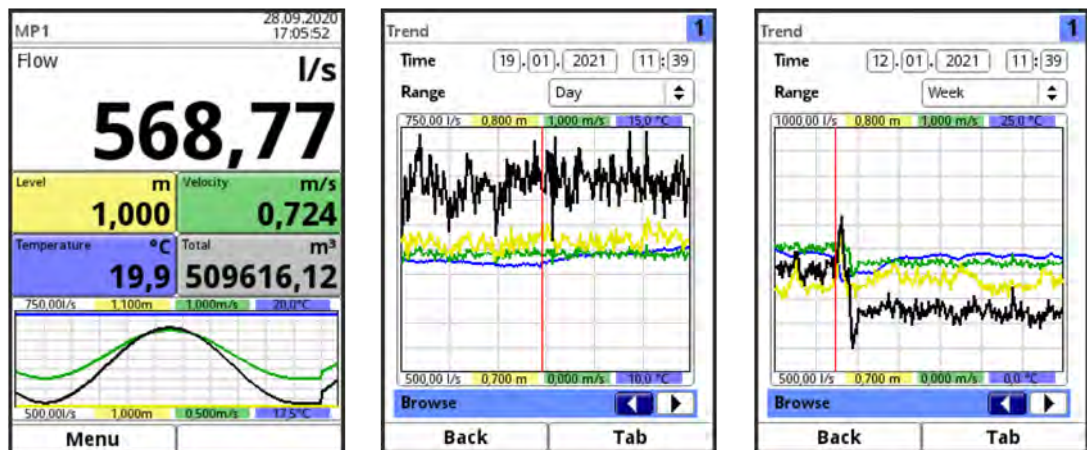 MP1
28.09.2020
17:05:52
Flow
l/s
568,77
Level m
1,000
Velocity m/s
0,724
Temperature °C
19,9
Total m³
509616,12
750,00l/s 1,100m 1,000m/s 20,0°C
500,00l/s 1,000m 0,500m/s 17,5°C
Menu
Trend 1
Time 19.01.2021 11:39
Range Day
750,00 l/s 0,800 m 1,000 m/s 15,0 °C
500,00 l/s 0,700 m 0,000 m/s 10,0 °C
Browse
Back Tab
Trend 1
Time 12.01.2021 11:39
Range Week
1000,00 l/s 0,800 m 1,000 m/s 25,0 °C
500,00 l/s 0,700 m 0,000 m/s 0,0 °C
Browse
Back Tab